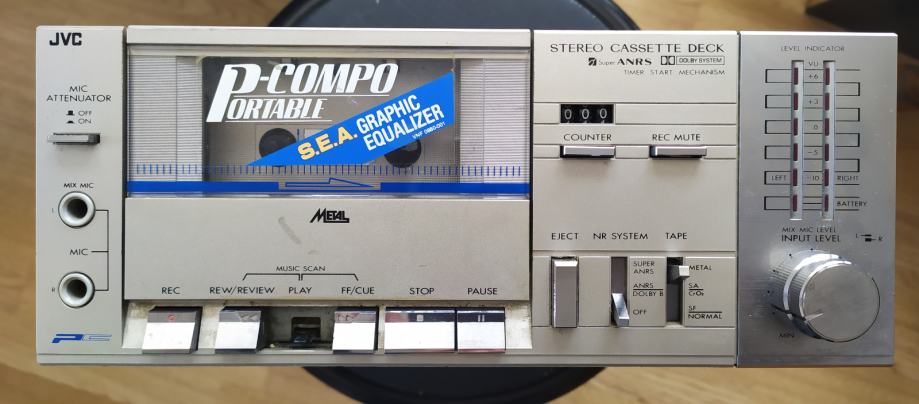 JVC
MIC
ATTENUATOR
OFF
ON
MIX MIC
L
MIC
R
P-COMPO
PORTABLE
S.E.A. GRAPHIC
EQUALIZER
VNF 0980-001
METAL
MUSIC SCAN
REC REW/REVIEW PLAY FF/CUE STOP PAUSE
STEREO CASSETTE DECK
Super ANRS DOLBY SYSTEM
TIMER START MECHANISM
000
COUNTER REC MUTE
EJECT NR SYSTEM TAPE
SUPER
ANRS
ANRS
DOLBY B
OFF
METAL
SA
CrO₂
SF
NORMAL
LEVEL INDICATOR
VU
+6
+3
0
-5
LEFT -10 RIGHT
BATTERY
MIX MIC LEVEL
INPUT LEVEL
L R
MIN